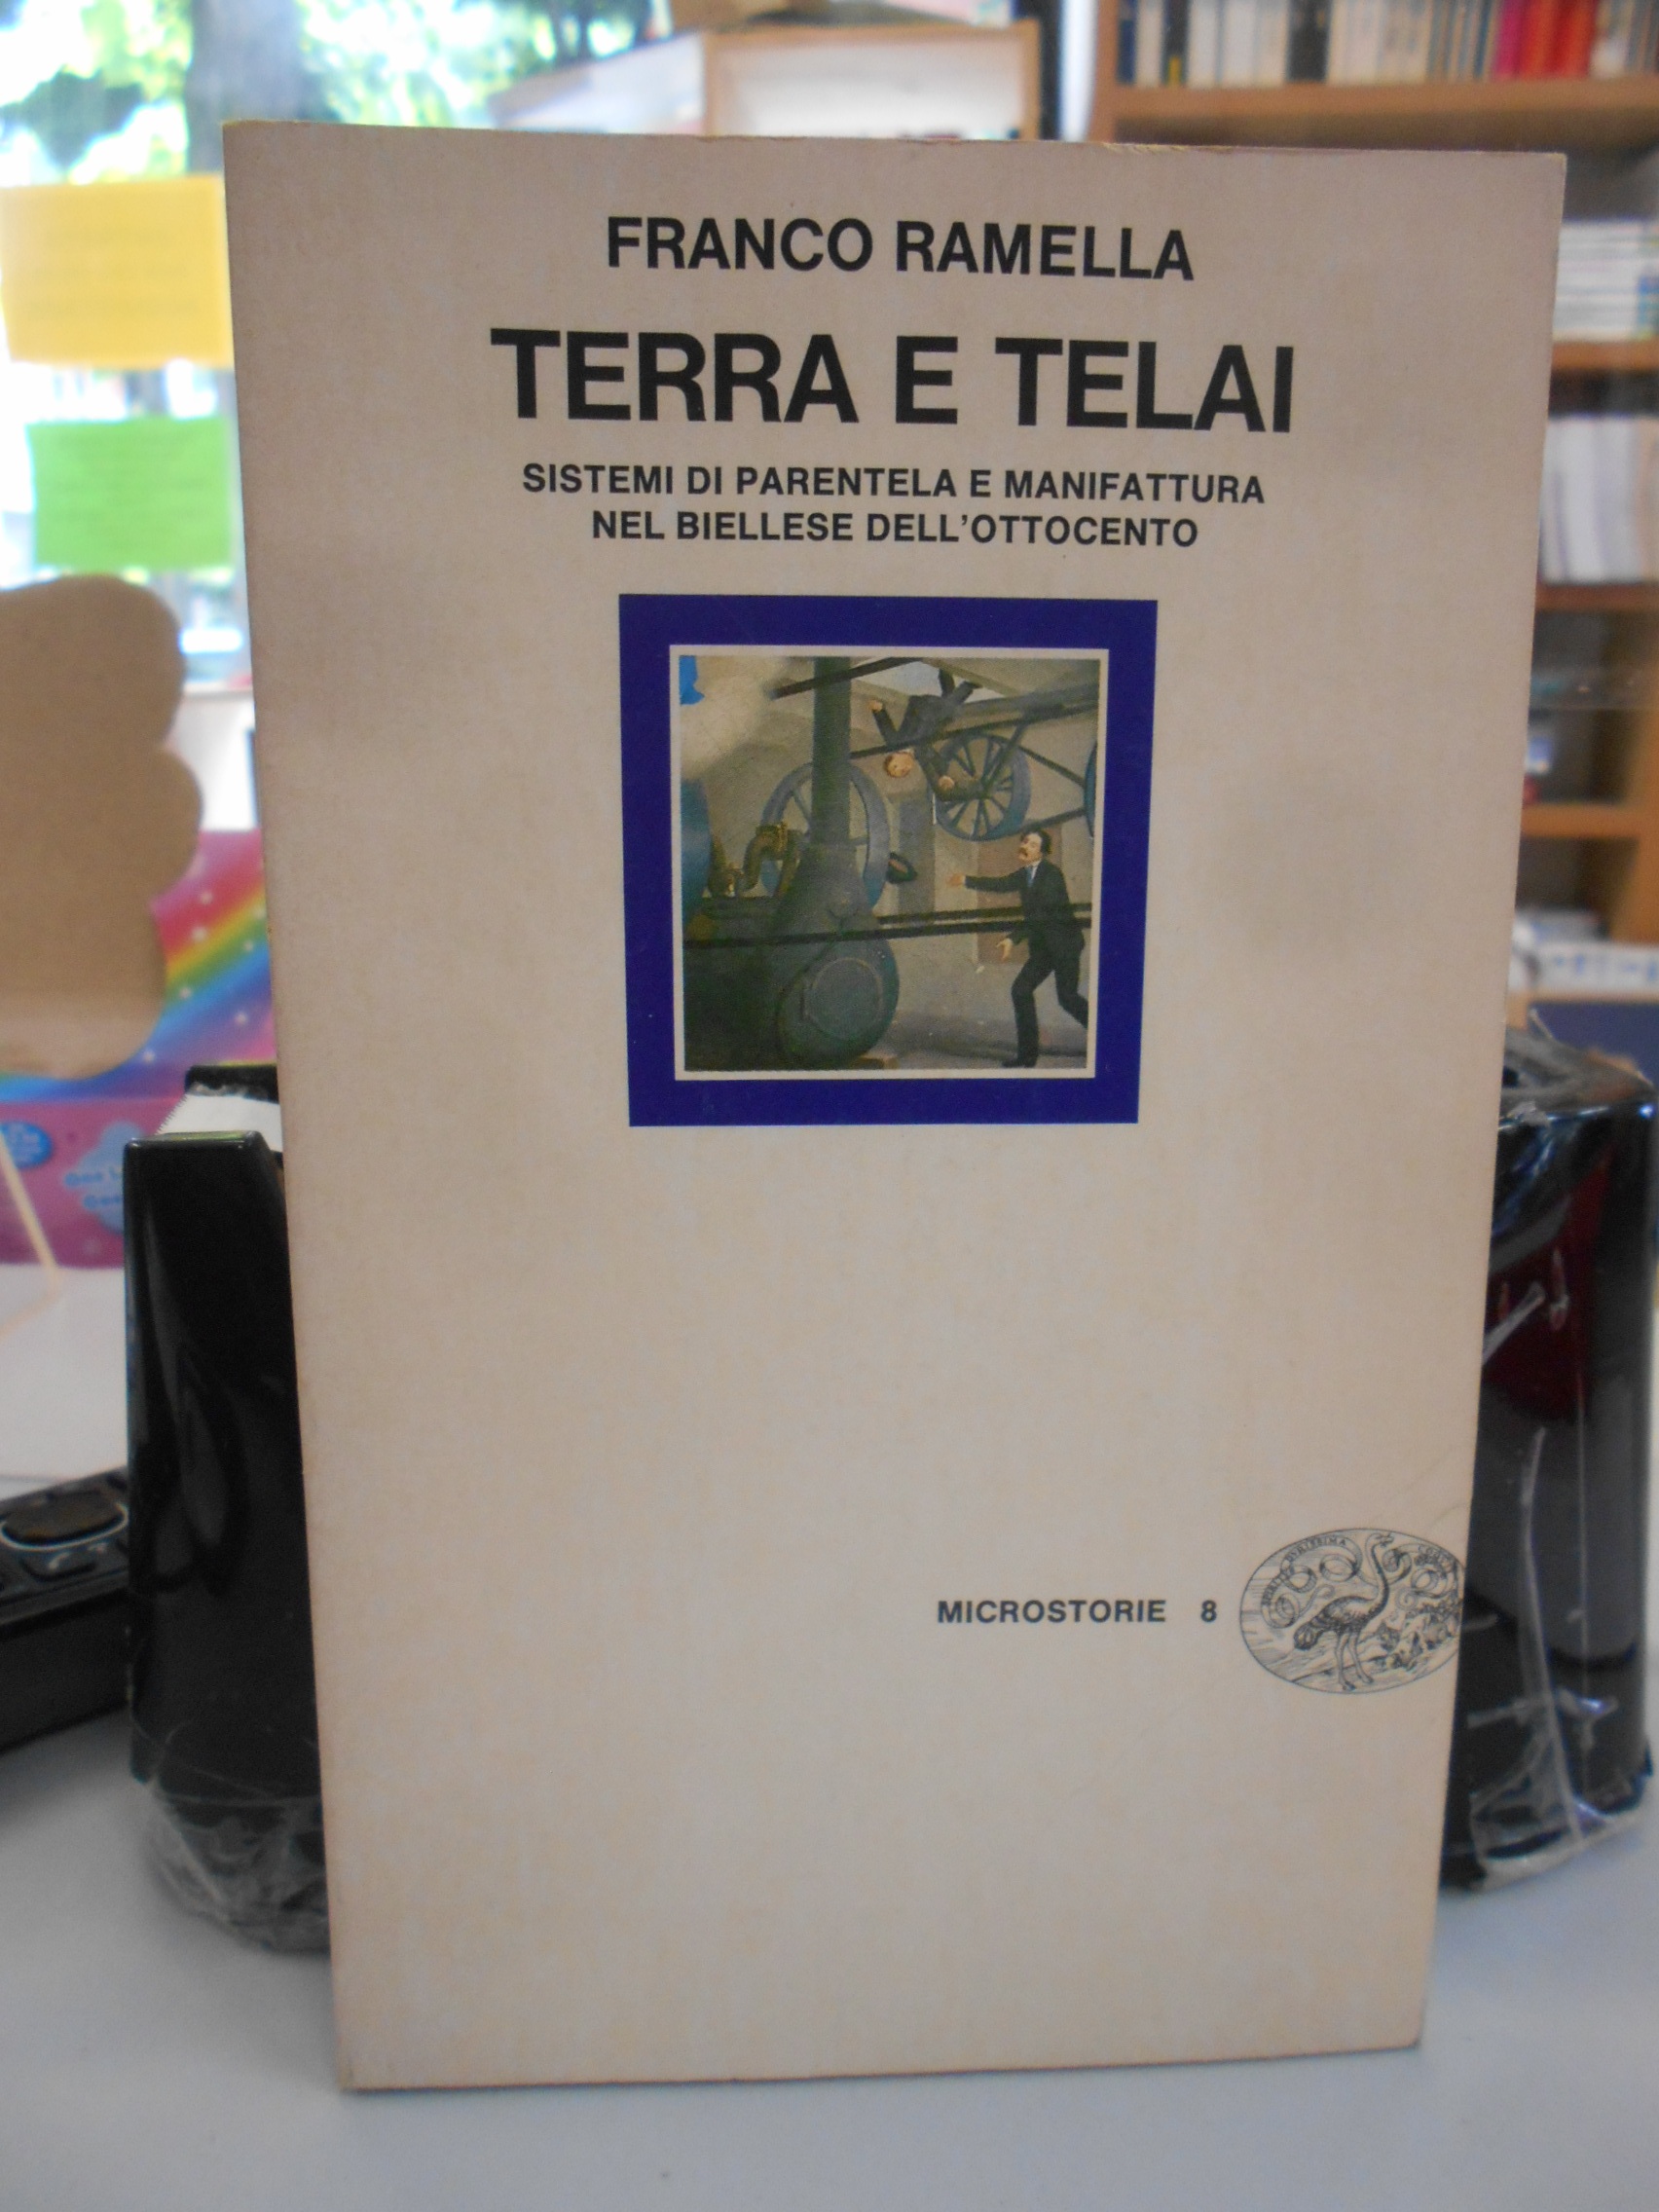 FRANCO RAMELLA
TERRA E TELAI
SISTEMI DI PARENTELA E MANIFATTURA
NEL BIELLESE DELL'OTTOCENTO
MICROSTORIE 8